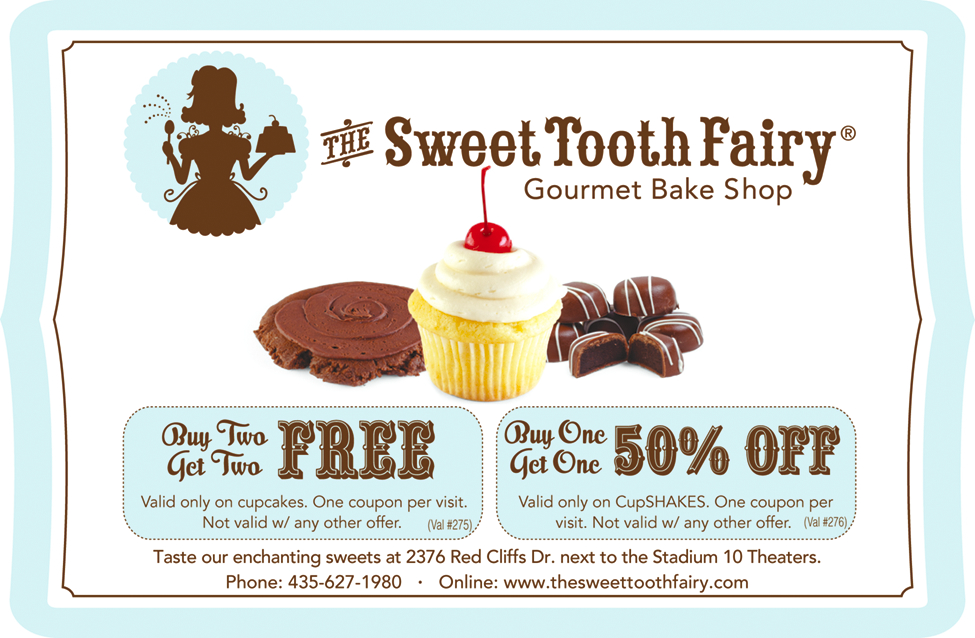 THE Sweet Tooth Fairy®
Gourmet Bake Shop
Buy Two
Get Two
FREE
Valid only on cupcakes. One coupon per visit.
Not valid w/ any other offer. (Val #275)
Buy One
Get One
50% OFF
Valid only on CupSHAKES. One coupon per
visit. Not valid w/ any other offer. (Val #276)
Taste our enchanting sweets at 2376 Red Cliffs Dr. next to the Stadium 10 Theaters.
Phone: 435-627-1980 · Online: www.thesweettoothfairy.com